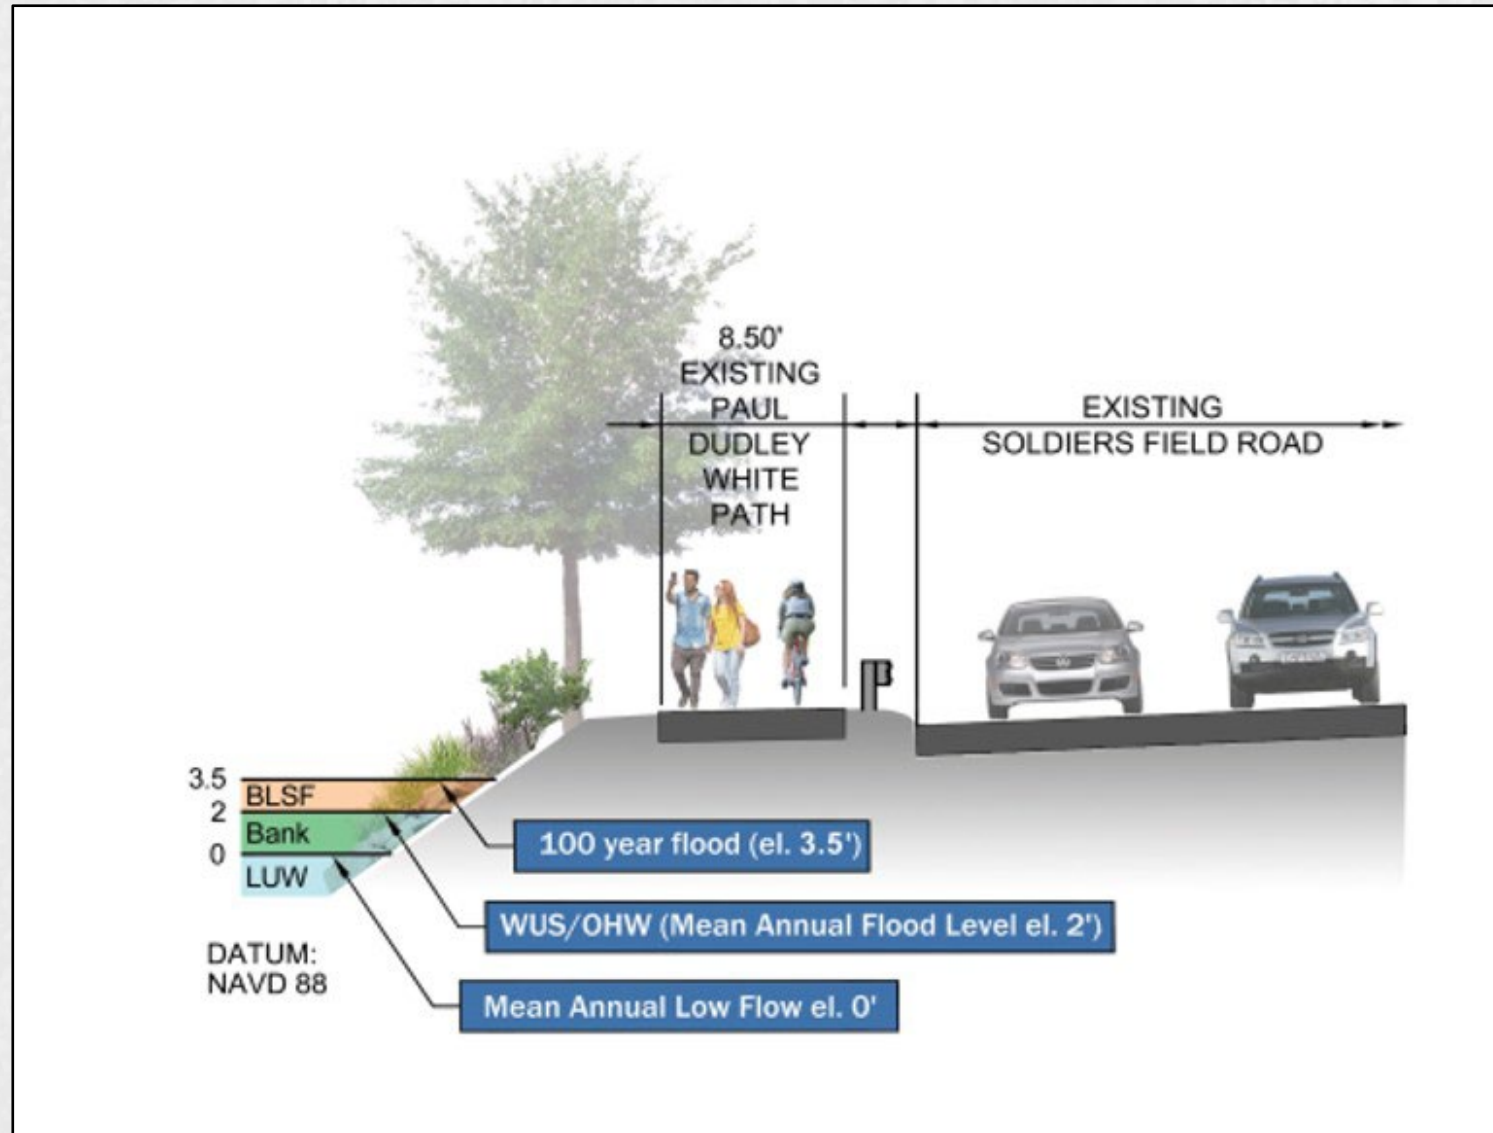 8.50'
EXISTING
PAUL
DUDLEY
WHITE
PATH
EXISTING
SOLDIERS FIELD ROAD
3.5
BLSF
2
Bank
0
LUW
100 year flood (el. 3.5')
WUS/OHW (Mean Annual Flood Level el. 2')
Mean Annual Low Flow el. 0'
DATUM:
NAVD 88